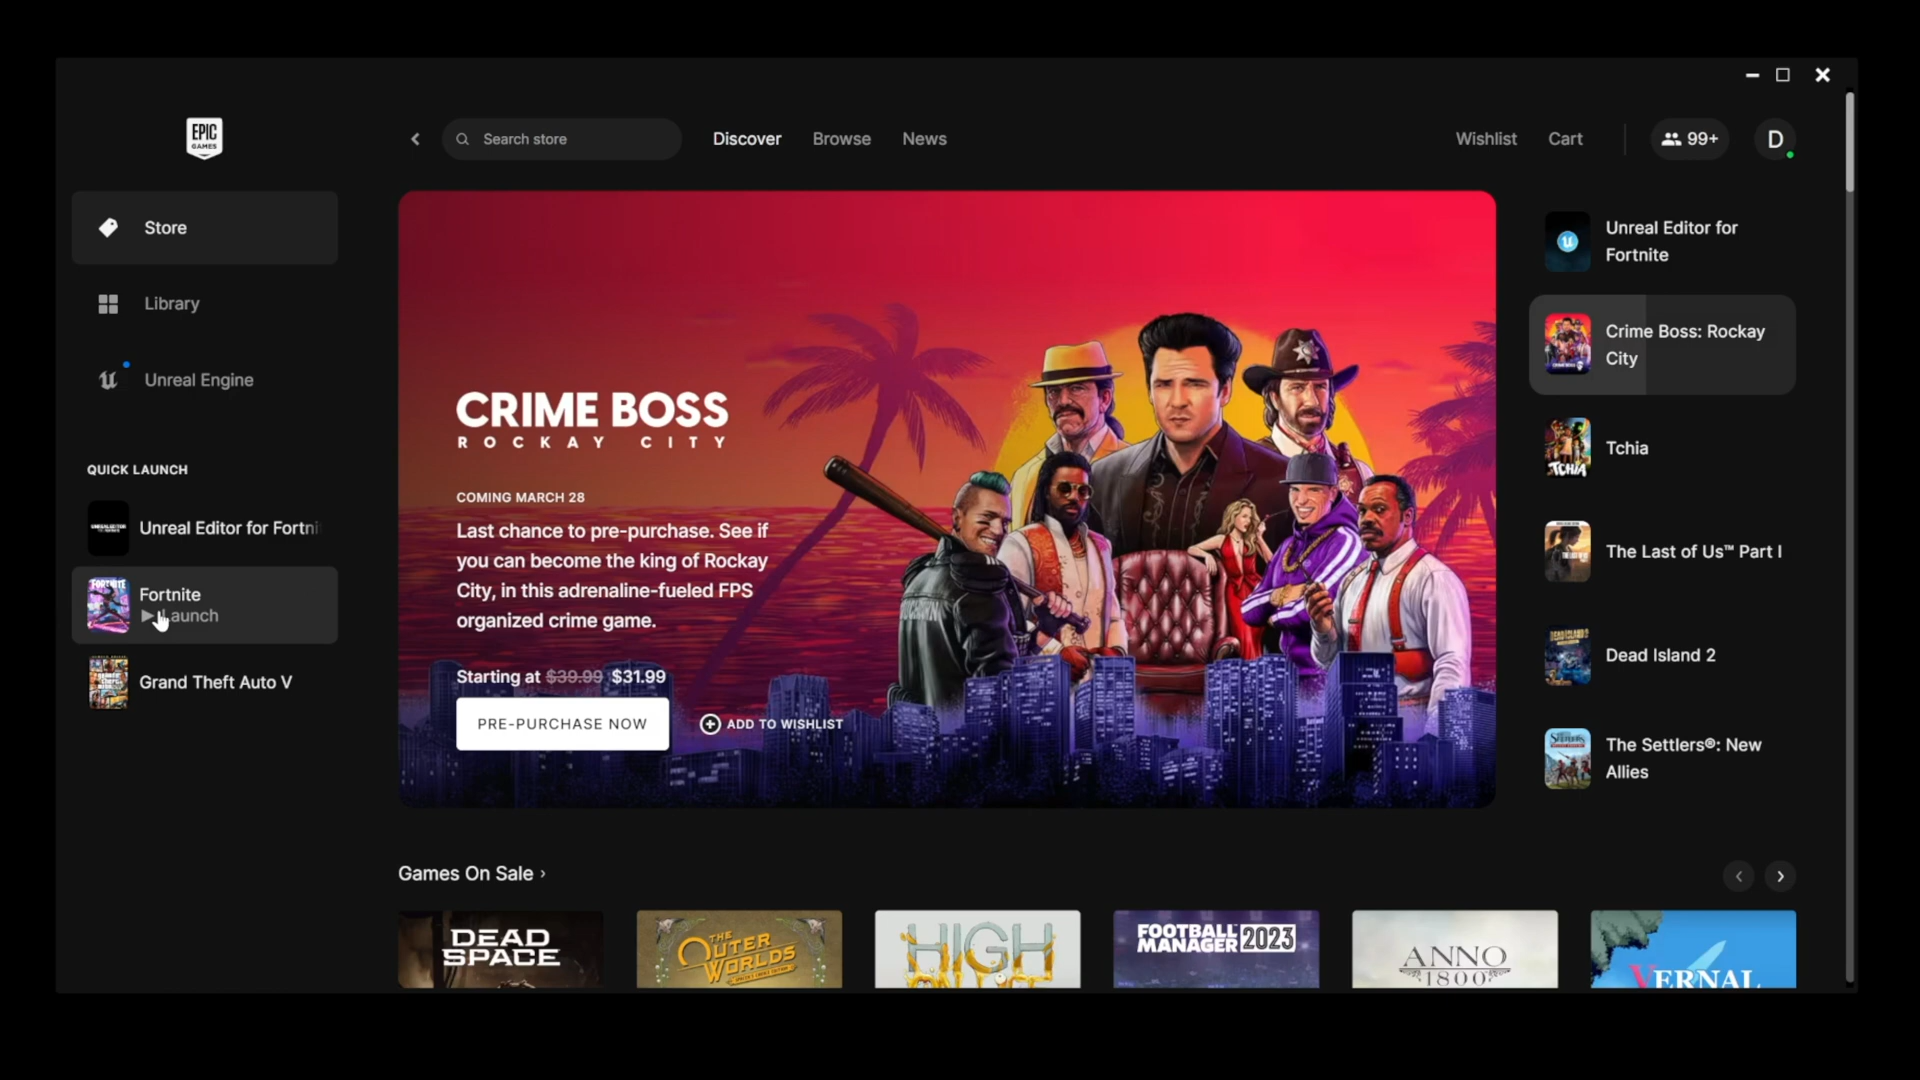 EPIC
GAMES
Search store
Discover
Browse
News
Wishlist
Cart
99+
D
Store
Library
Unreal Engine
QUICK LAUNCH
Unreal Editor for Fortni
Fortnite
Launch
Grand Theft Auto V
CRIME BOSS
ROCKAY CITY
COMING MARCH 28
Last chance to pre-purchase. See if
you can become the king of Rockay
City, in this adrenaline-fueled FPS
organized crime game.
Starting at $39.99 $31.99
PRE-PURCHASE NOW
ADD TO WISHLIST
Unreal Editor for
Fortnite
Crime Boss: Rockay
City
TCHIA
Tchia
The Last of Us™ Part I
Dead Island 2
The Settlers®: New
Allies
Games On Sale
DEAD
SPACE
THE
OUTER
WORLDS
HIGH
FOOTBALL
MANAGER 2023
ANNO
1800
VERNAL